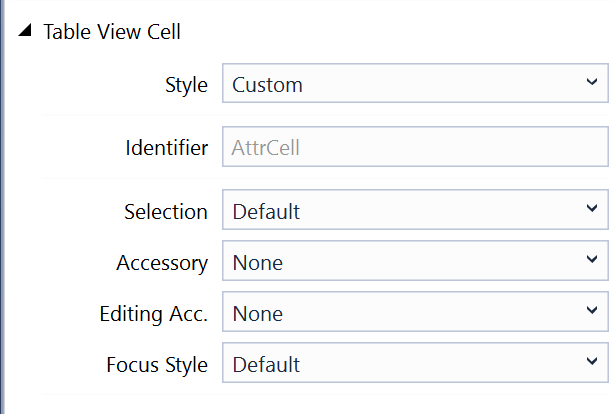 Table View Cell
Style Custom
Identifier AttrCell
Selection Default
Accessory None
Editing Acc. None
Focus Style Default